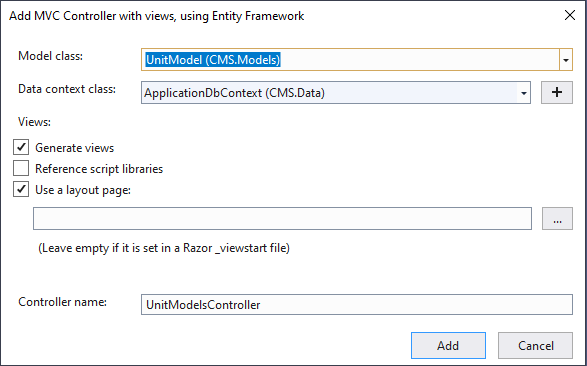 Add MVC Controller with views, using Entity Framework
Model class:
UnitModel (CMS.Models)
Data context class:
ApplicationDbContext (CMS.Data)
+
Views:
Generate views
Reference script libraries
Use a layout page:
...
(Leave empty if it is set in a Razor _viewstart file)
Controller name:
UnitModelsController
Add
Cancel